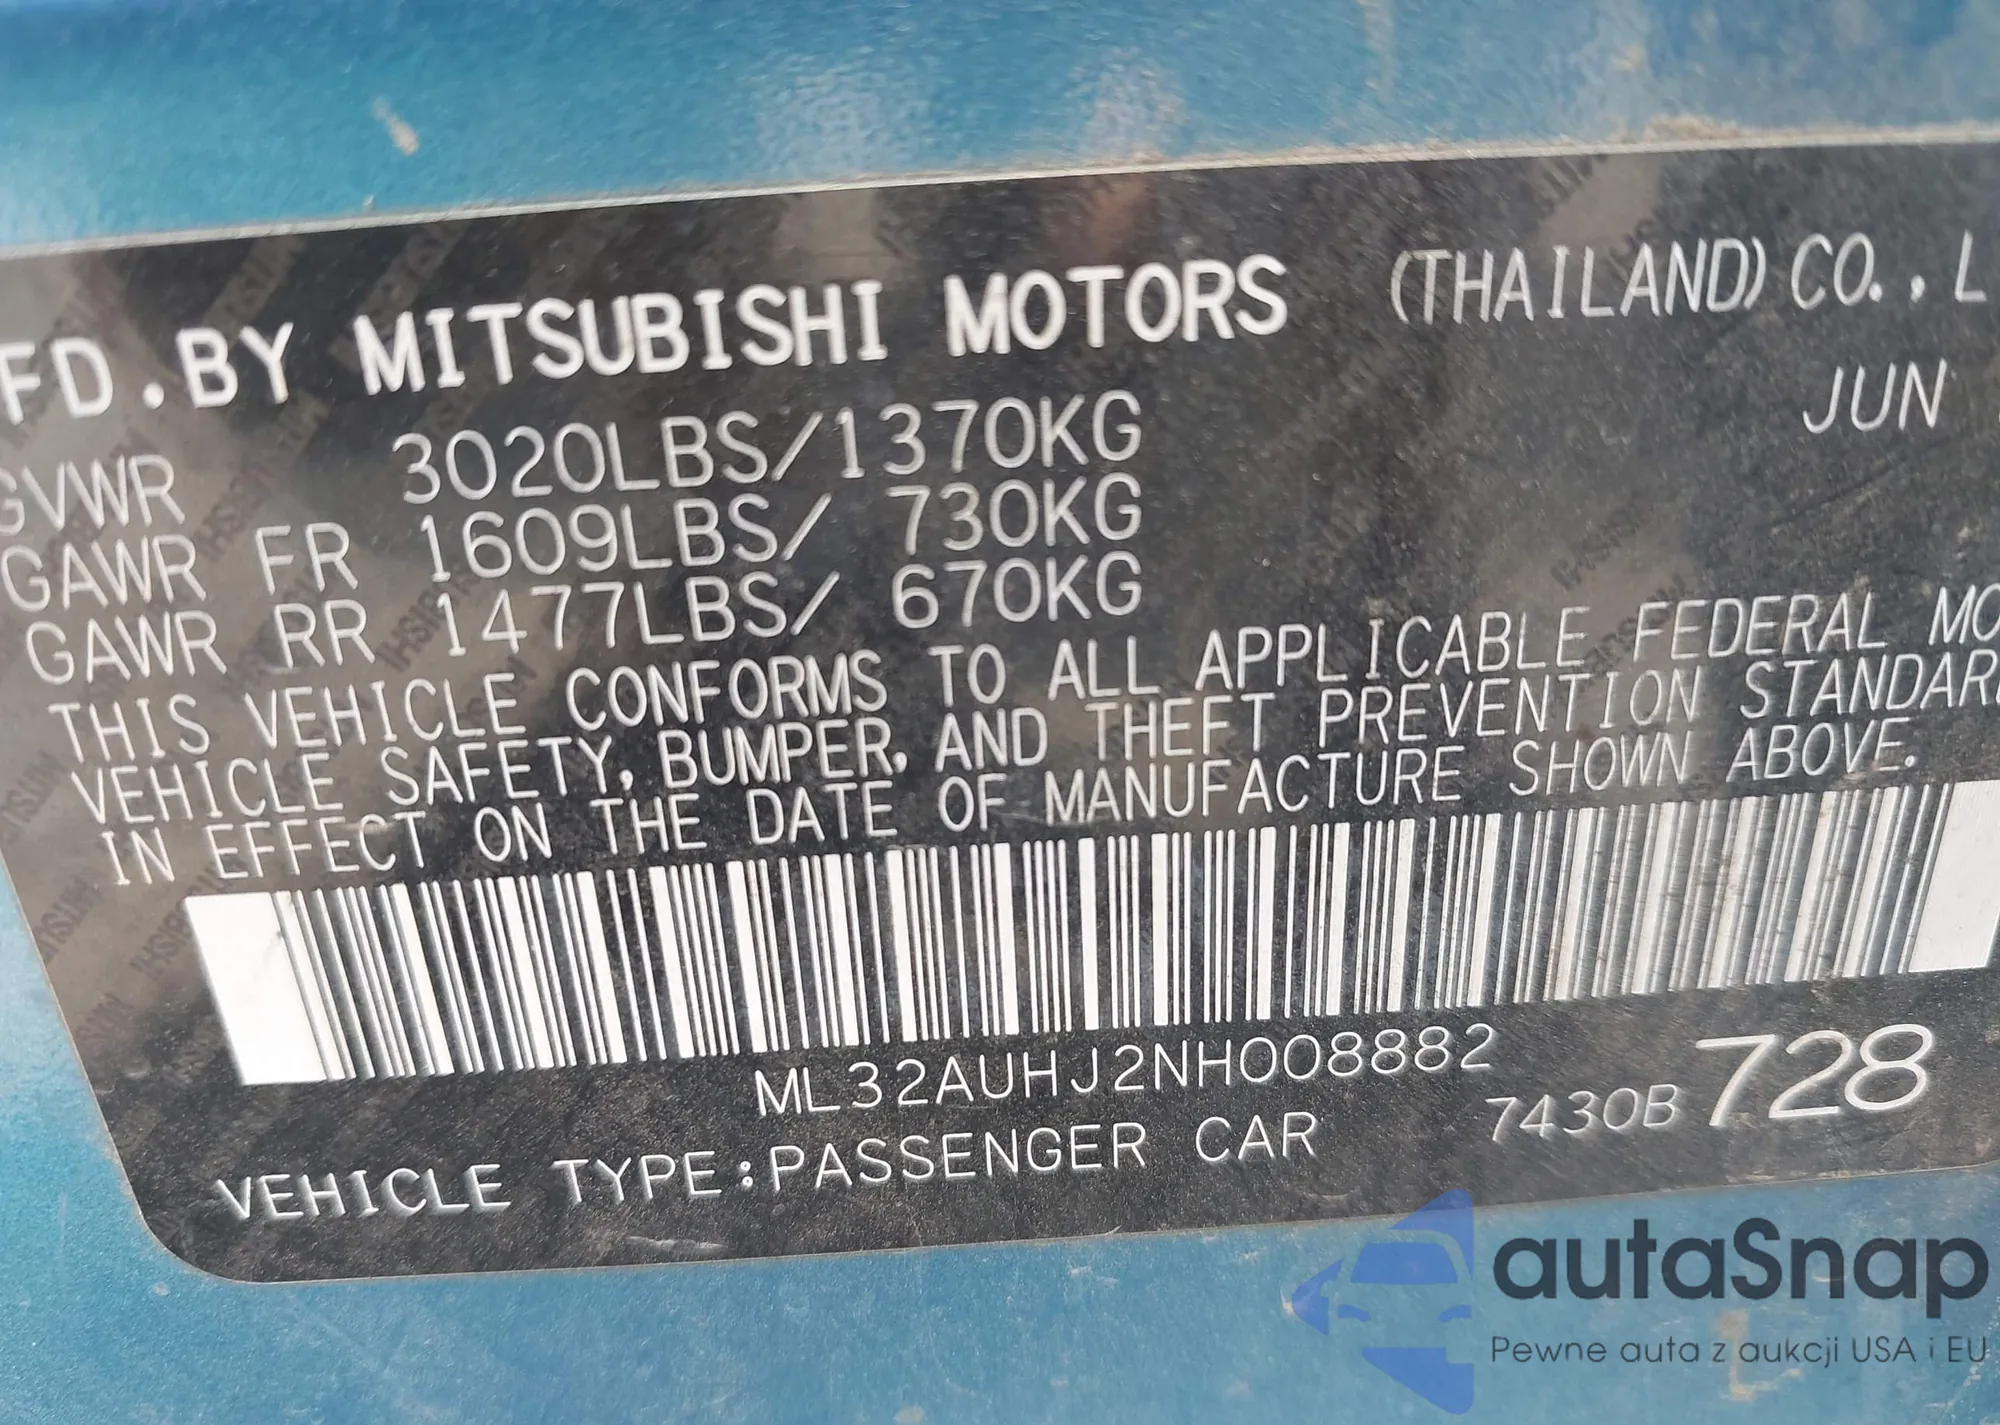 FD.BY MITSUBISHI MOTORS (THAILAND) CO., L
JUN
GVWR 3020LBS/1370KG
GAWR FR 1609LBS/ 730KG
GAWR RR 1477LBS/ 670KG
THIS VEHICLE CONFORMS TO ALL APPLICABLE FEDERAL MO
VEHICLE SAFETY, BUMPER, AND THEFT PREVENTION STANDAR
IN EFFECT ON THE DATE OF MANUFACTURE SHOWN ABOVE.
ML32AUHJ2NH008882
VEHICLE TYPE:PASSENGER CAR 7430B 728
autaSnap
Pewne auta z aukcji USA i EU